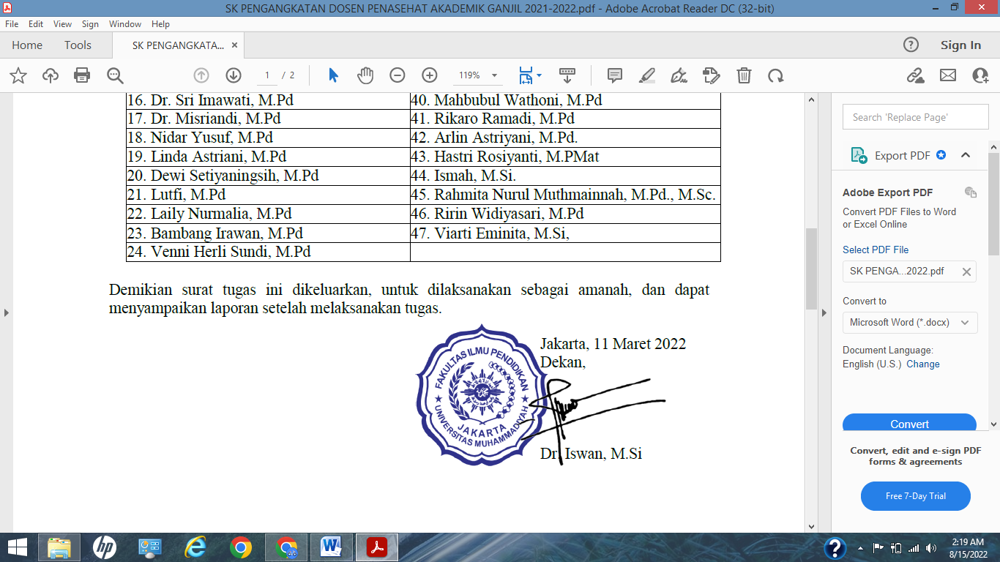 SK PENGANGKATAN DOSEN PENASEHAT AKADEMIK GANJIL 2021-2022.pdf - Adobe Acrobat Reader DC (32-bit)
File Edit View Sign Window Help
Home Tools SK PENGANGKATA... × Sign In
1 / 2 119%
16. Dr. Sri Imawati, M.Pd 40. Mahbubul Wathoni, M.Pd
17. Dr. Misriandi, M.Pd 41. Rikaro Ramadi, M.Pd
18. Nidar Yusuf, M.Pd 42. Arlin Astriyani, M.Pd.
19. Linda Astriani, M.Pd 43. Hastri Rosiyanti, M.PMat
20. Dewi Setiyaningsih, M.Pd 44. Ismah, M.Si.
21. Lutfi, M.Pd 45. Rahmita Nurul Muthmainnah, M.Pd., M.Sc.
22. Laily Nurmalia, M.Pd 46. Ririn Widiyasari, M.Pd
23. Bambang Irawan, M.Pd 47. Viarti Eminita, M.Si,
24. Venni Herli Sundi, M.Pd
Demikian surat tugas ini dikeluarkan, untuk dilaksanakan sebagai amanah, dan dapat
menyampaikan laporan setelah melaksanakan tugas.
Jakarta, 11 Maret 2022
Dekan,
FAKULTAS ILMU PENDIDIKAN
UNIVERSITAS MUHAMMADIYAH
JAKARTA
Dr. Iswan, M.Si
Search 'Replace Page'
Export PDF
Adobe Export PDF
Convert PDF Files to Word
or Excel Online
Select PDF File
SK PENGA...2022.pdf
Convert to
Microsoft Word (*.docx)
Document Language:
English (U.S.) Change
Convert
Convert, edit and e-sign PDF
forms & agreements
Free 7-Day Trial
2:19 AM
8/15/2022